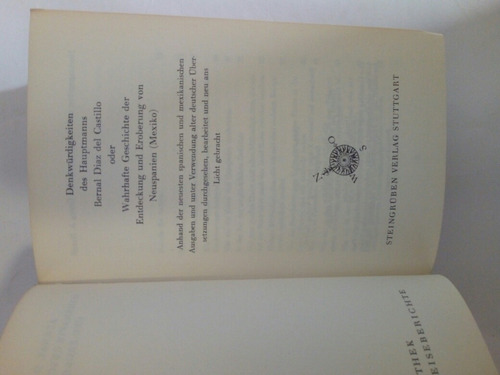 Denkwürdigkeiten
des Hauptmanns
Bernal Diaz del Castillo
oder
Wahrhafte Geschichte der
Entdeckung und Eroberung von
Neuspanien (Mexiko)
Anhand der neuesten spanischen und mexikanischen
Ausgaben und unter Verwendung alter deutscher Über-
setzungen durchgesehen, bearbeitet und neu ans
Licht gebracht
STEINGRÜBEN VERLAG STUTTGART
THEK
EISEBERICHTE